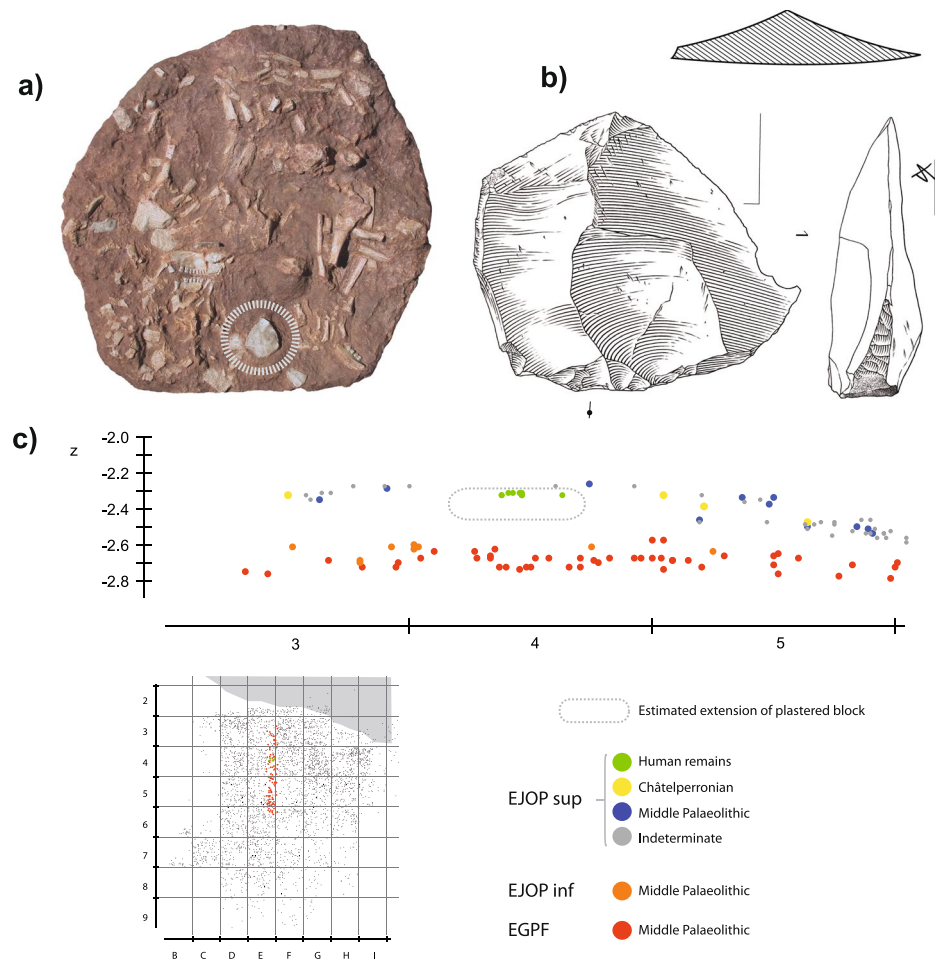 a)
b)
1
c)
z
-2.0
-2.2
-2.4
-2.6
-2.8
3
4
5
2
3
4
5
6
7
8
9
B
C
D
E
F
G
H
I
Estimated extension of plastered block
EJOP sup
Human remains
Châtelperronian
Middle Palaeolithic
Indeterminate
EJOP inf
Middle Palaeolithic
EGPF
Middle Palaeolithic